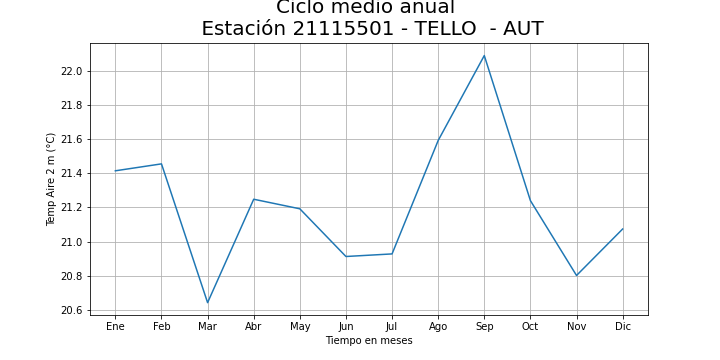 Ciclo medio anual
Estación 21115501 - TELLO  - AUT
Temp Aire 2 m (°C)
22.0
21.8
21.6
21.4
21.2
21.0
20.8
20.6
Ene Feb Mar Abr May Jun Jul Ago Sep Oct Nov Dic
Tiempo en meses